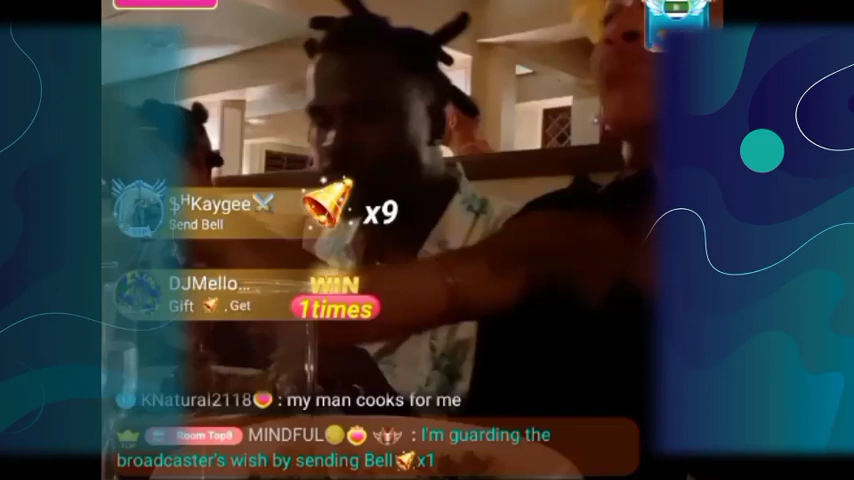 $ᴴKaygee
Send Bell
x9
DJMello...
Gift , Get
WIN
1times
KNatural2118 : my man cooks for me
Room Top8 MINDFUL : I'm guarding the
broadcaster's wish by sending Bell x1